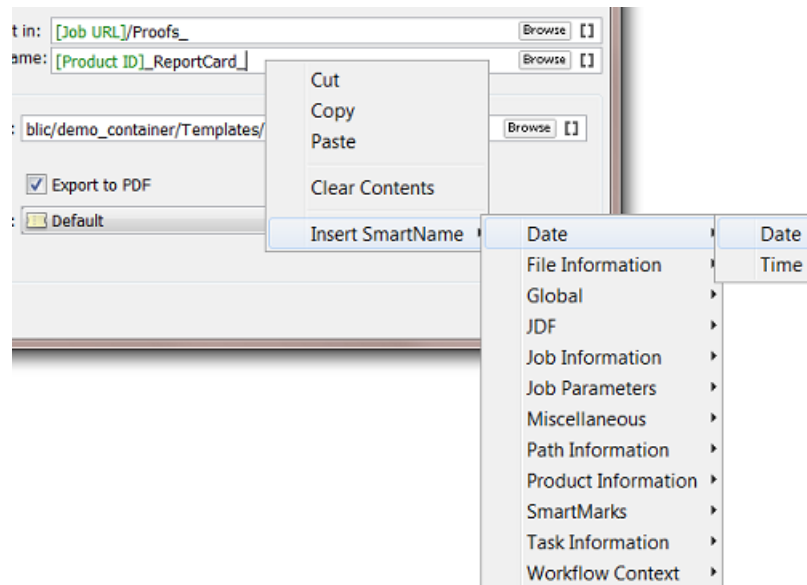 t in: [Job URL]/Proofs_ Browse []
ame: [Product ID]_ReportCard_ Browse []
Cut
Copy
Paste
: blic/demo_container/Templates/ Browse []
Export to PDF
Clear Contents
: Default
Insert SmartName
Date
File Information
Global
JDF
Job Information
Job Parameters
Miscellaneous
Path Information
Product Information
SmartMarks
Task Information
Workflow Context
Date
Time